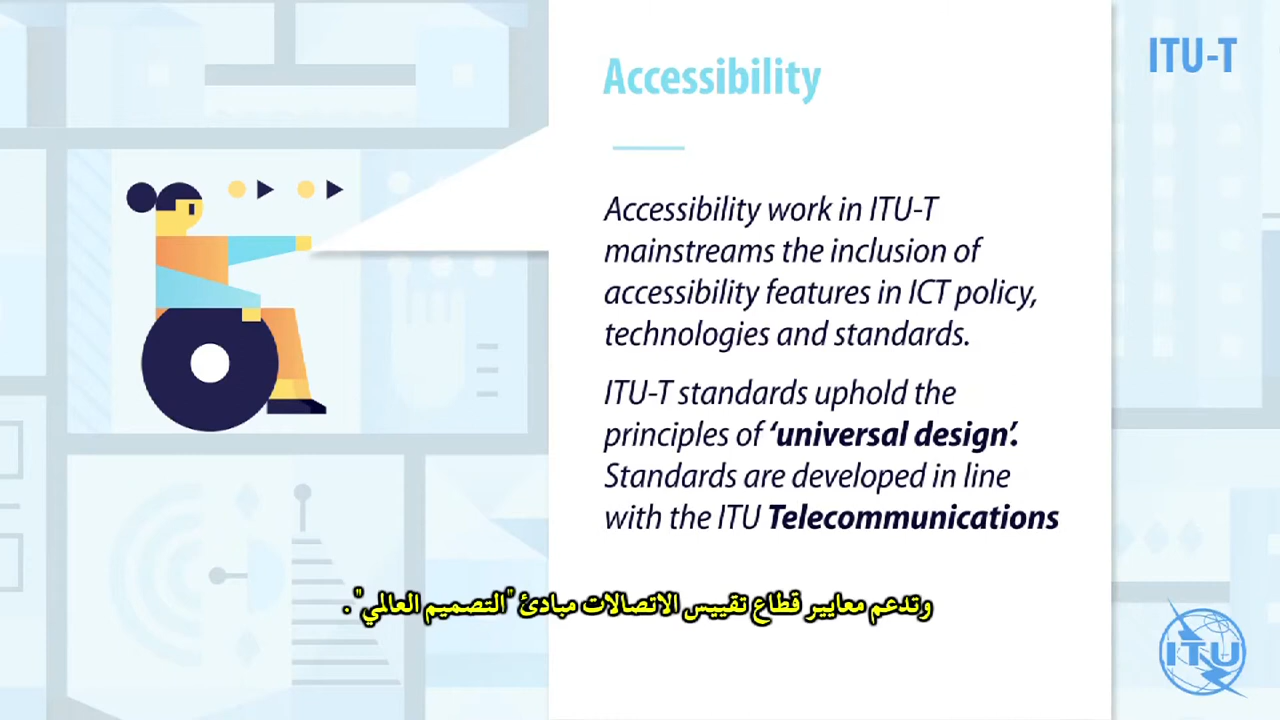 ITU-T
Accessibility
Accessibility work in ITU-T
mainstreams the inclusion of
accessibility features in ICT policy,
technologies and standards.
ITU-T standards uphold the
principles of ‘universal design’.
Standards are developed in line
with the ITU Telecommunications
وتدعم معايير قطاع تقييس الاتصالات مبادئ "التصميم العالمي".
ITU